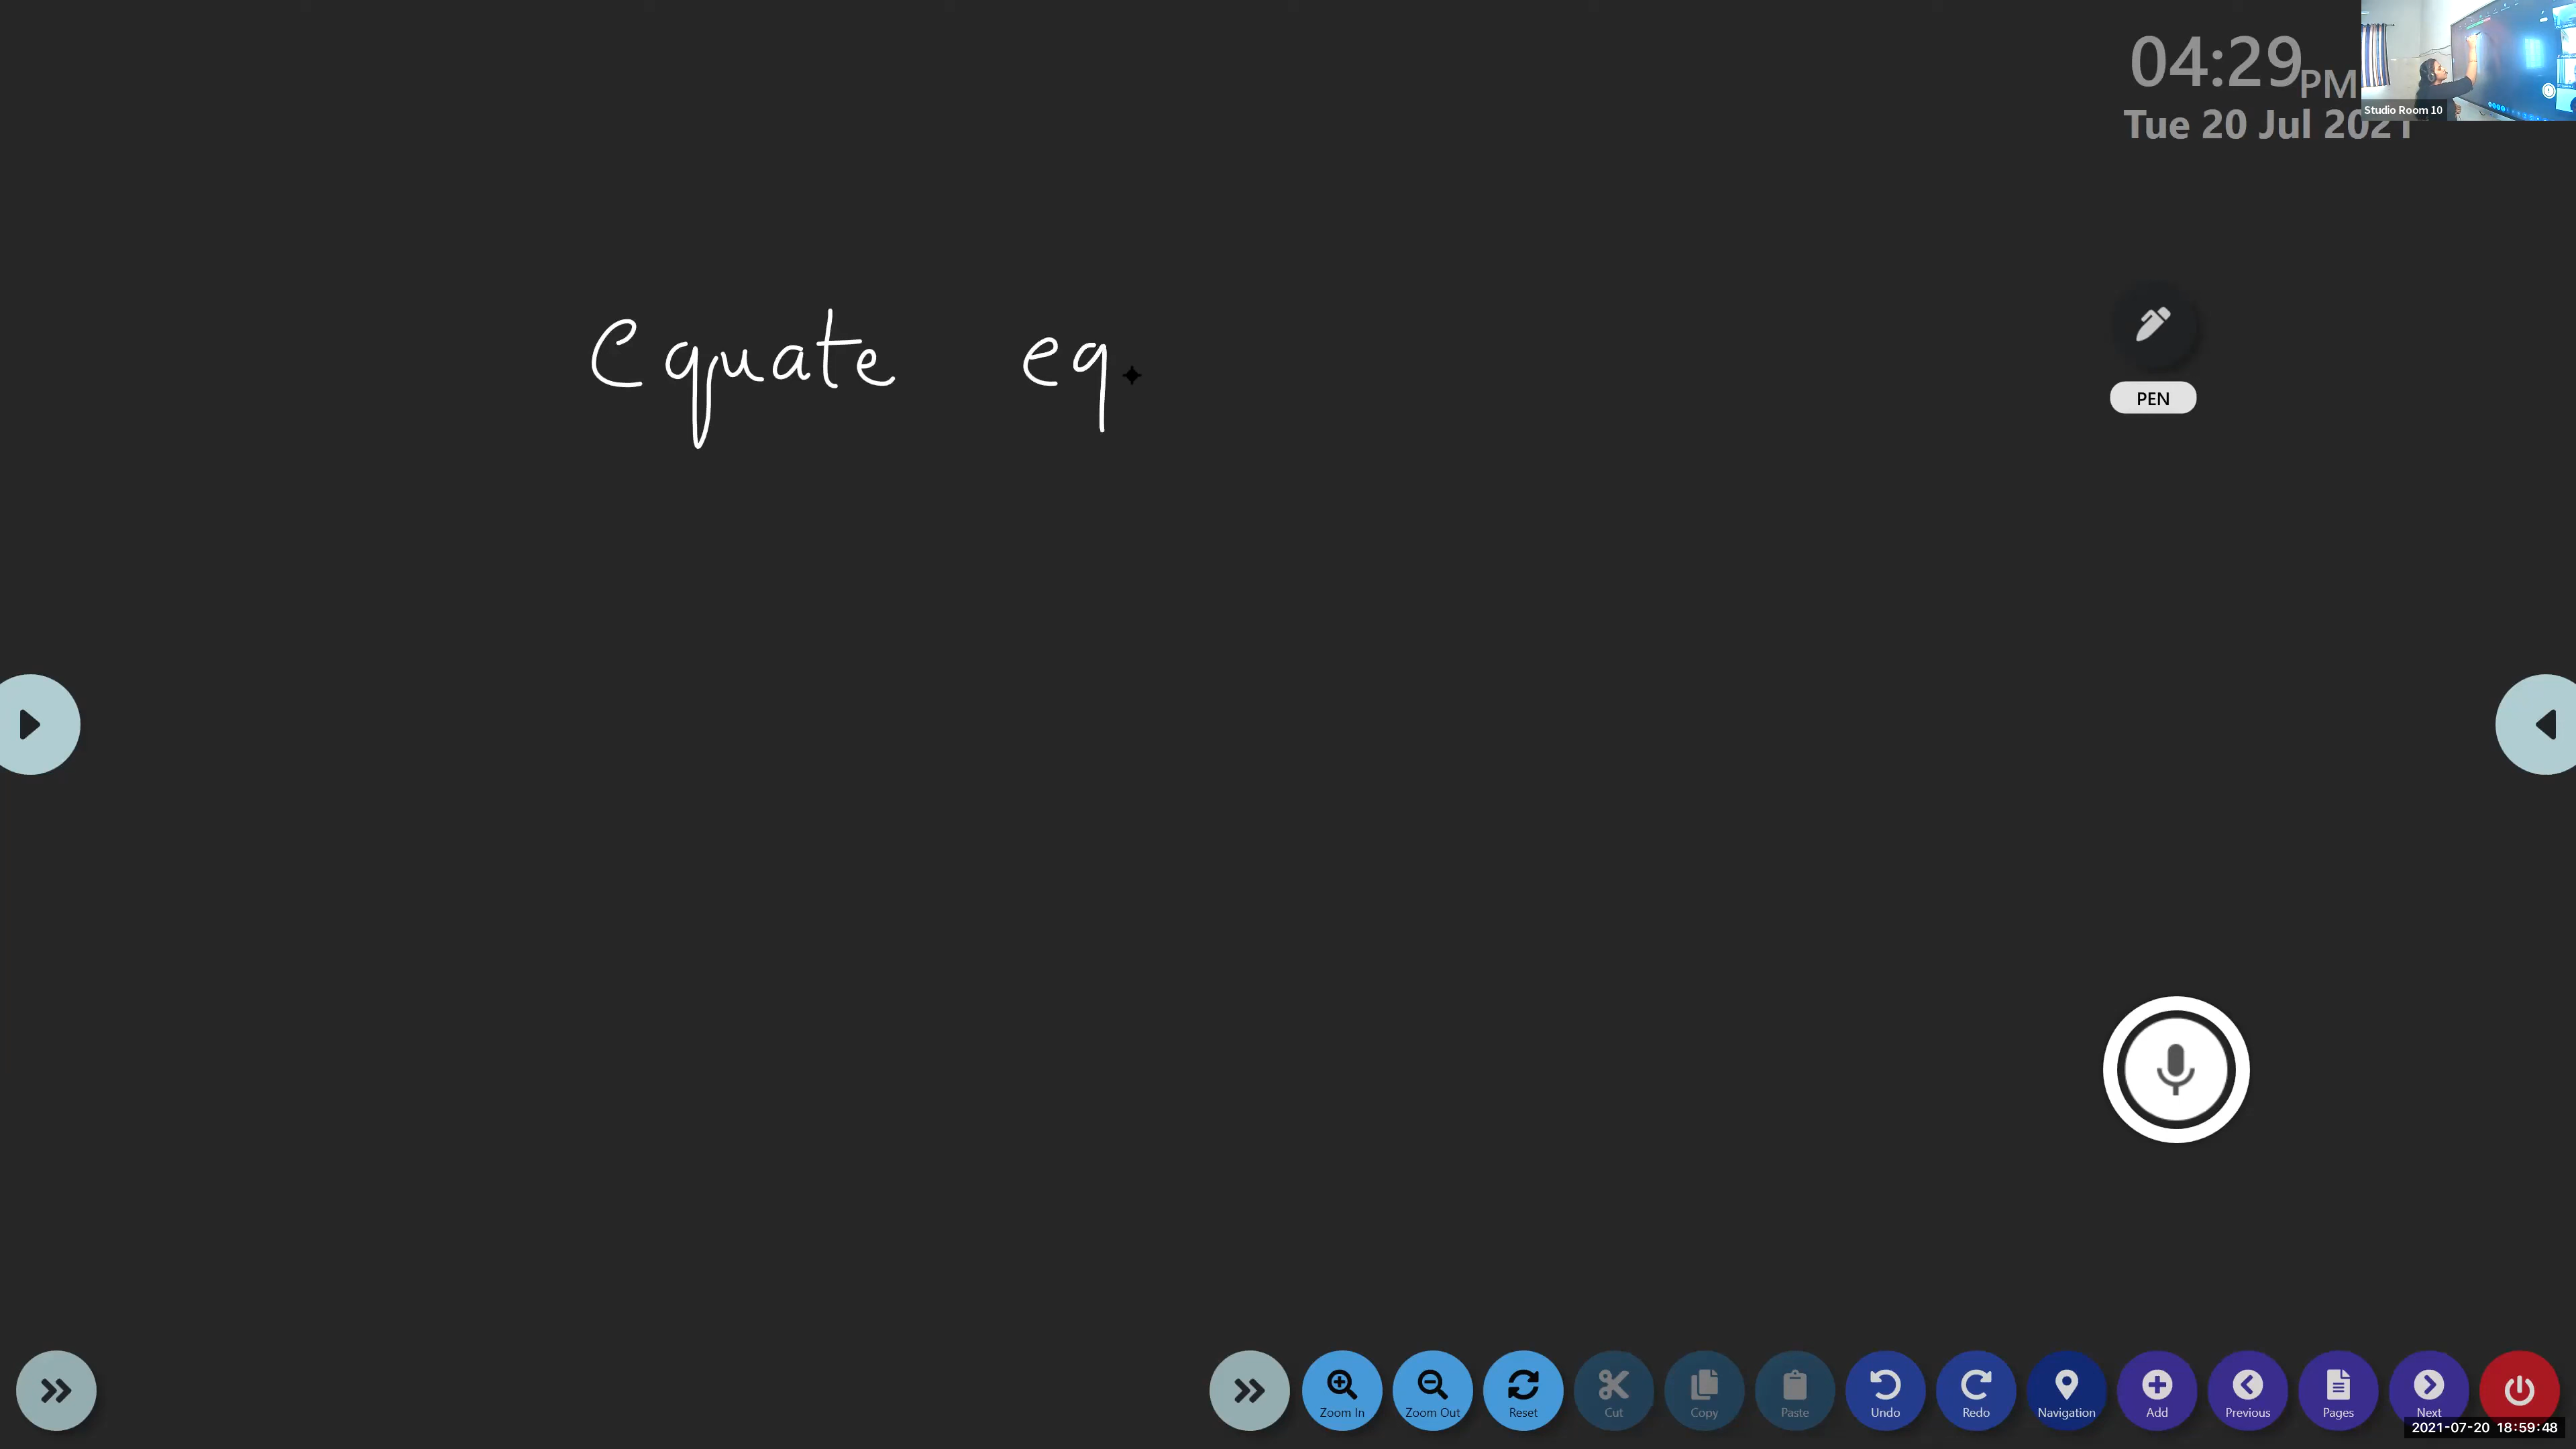 04:29PM
Studio Room 10
Tue 20 Jul 2021
Equate eq
PEN
Zoom In
Zoom Out
Reset
Cut
Copy
Paste
Undo
Redo
Navigation
Add
Previous
Pages
Next
2021-07-20 18:59:48